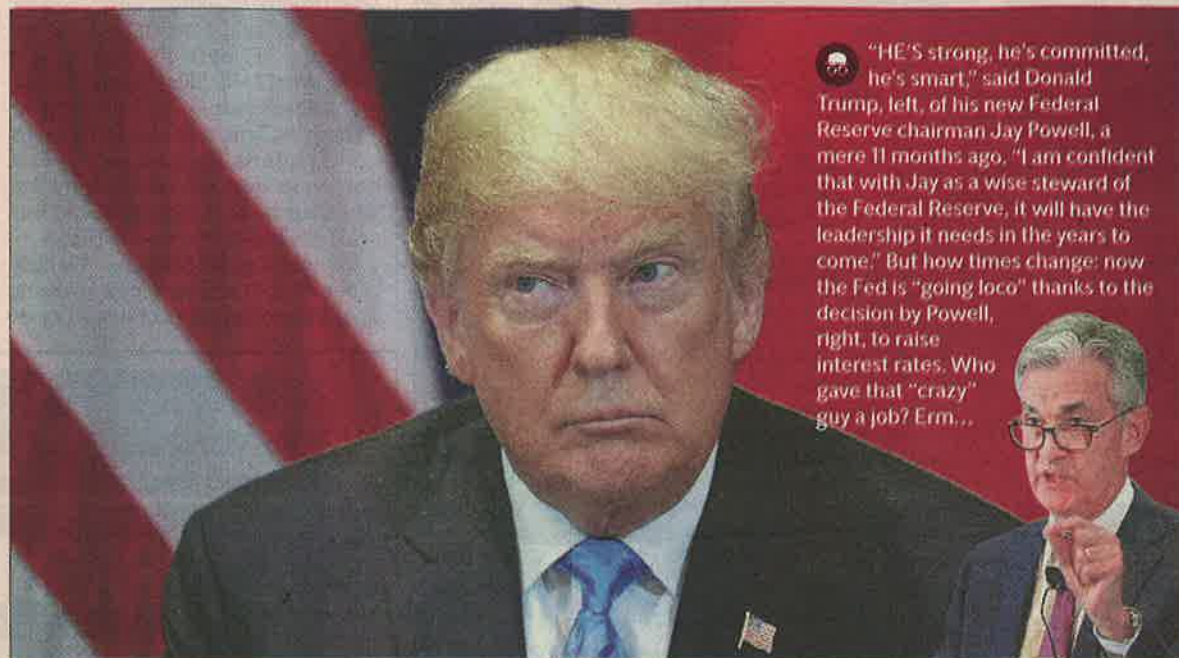 "HE'S strong, he's committed,
he's smart," said Donald
Trump, left, of his new Federal
Reserve chairman Jay Powell, a
mere 11 months ago. "I am confident
that with Jay as a wise steward of
the Federal Reserve, it will have the
leadership it needs in the years to
come." But how times change: now
the Fed is "going loco" thanks to the
decision by Powell,
right, to raise
interest rates. Who
gave that "crazy"
guy a job? Erm...